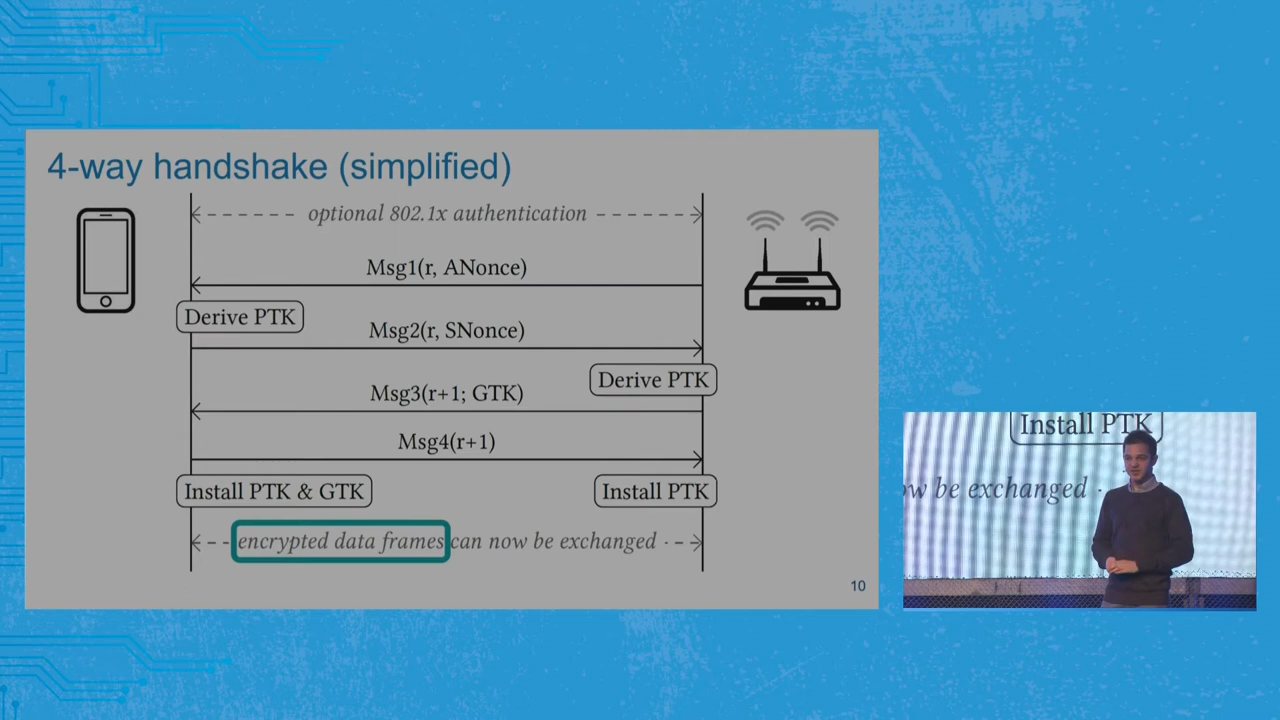 4-way handshake (simplified)
optional 802.1x authentication
Msg1(r, ANonce)
Derive PTK
Msg2(r, SNonce)
Derive PTK
Msg3(r+1; GTK)
Msg4(r+1)
Install PTK & GTK
Install PTK
encrypted data frames can now be exchanged
10
Install PTK
ow be exchanged